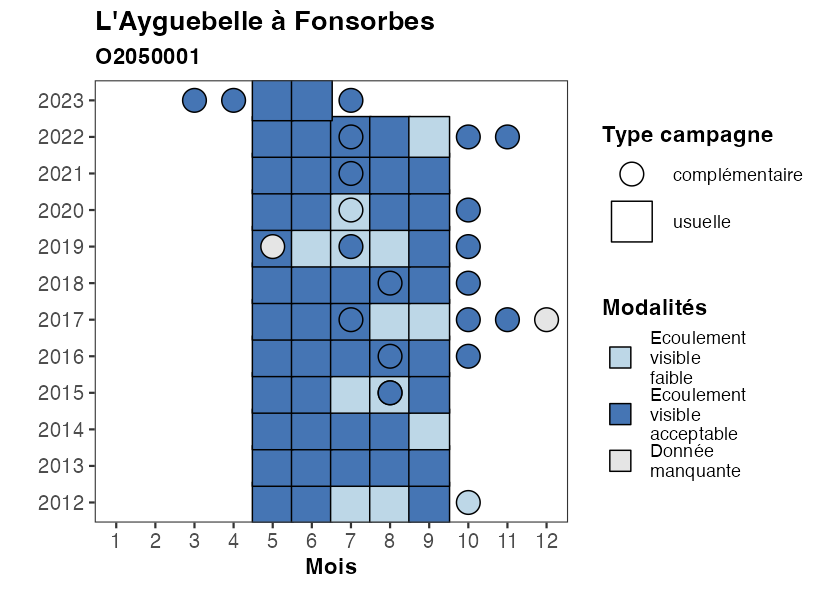 L'Ayguebelle à Fonsorbes
O2050001
2023
2022
2021
2020
2019
2018
2017
2016
2015
2014
2013
2012
1 2 3 4 5 6 7 8 9 10 11 12
Mois
Type campagne
complémentaire
usuelle
Modalités
Ecoulement
visible
faible
Ecoulement
visible
acceptable
Donnée
manquante